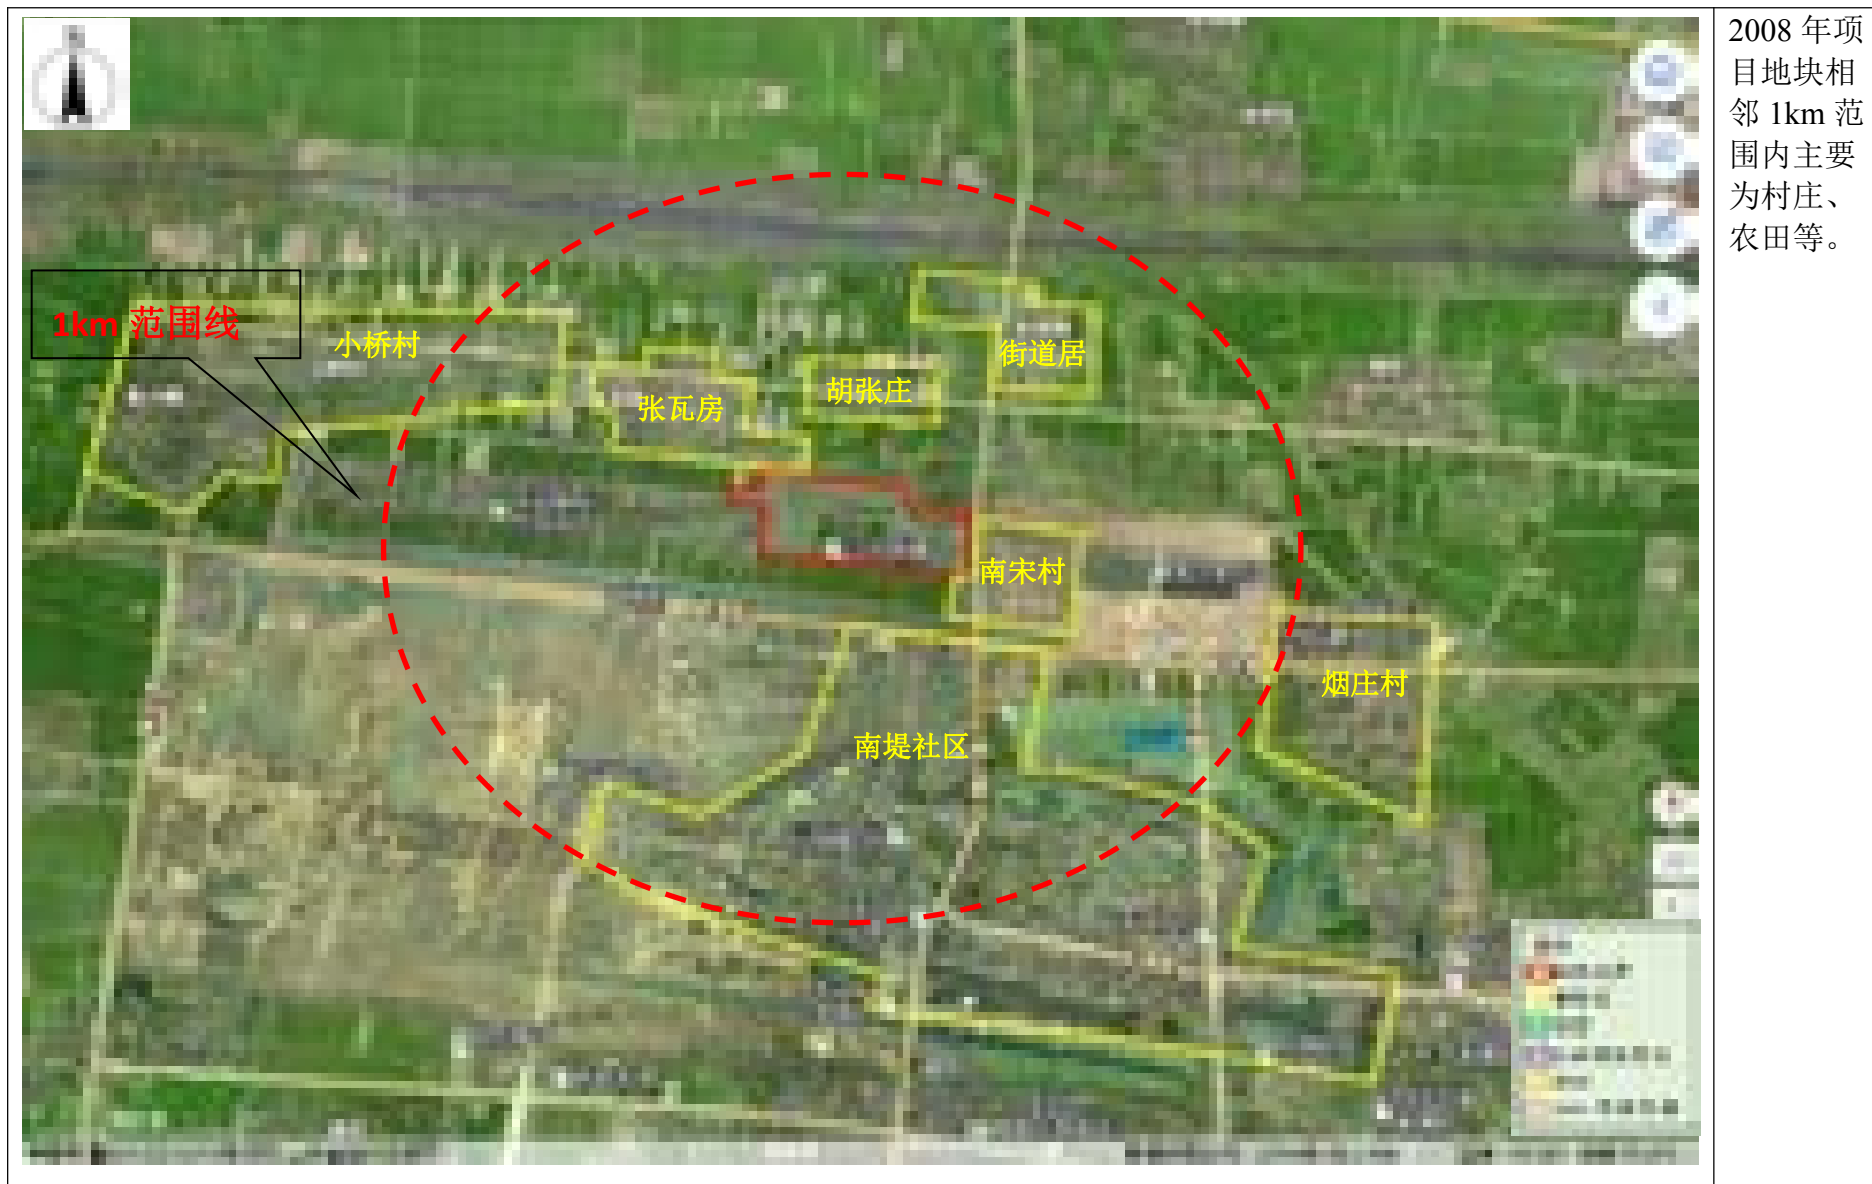 1km 范围线
小桥村
张瓦房
胡张庄
街道居
南宋村
烟庄村
南堤社区
2008 年项
目地块相
邻 1km 范
围内主要
为村庄、
农田等。